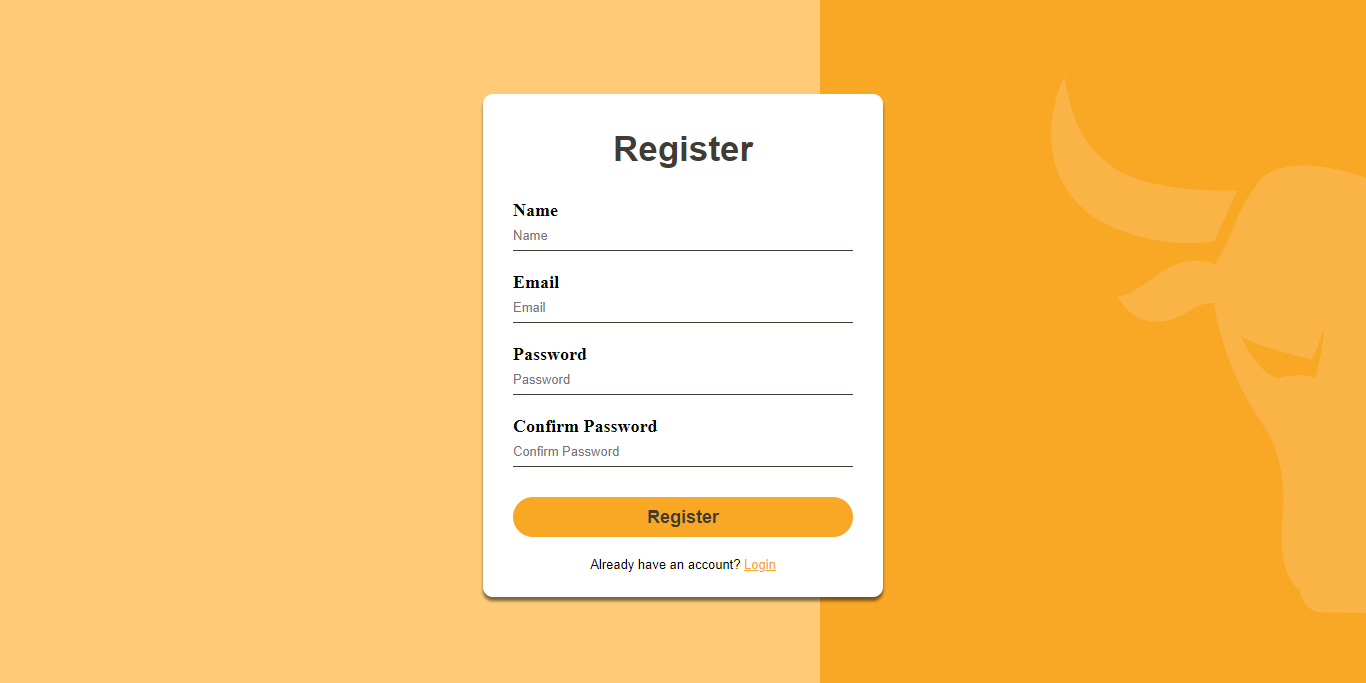 Register
Name
Name
Email
Email
Password
Password
Confirm Password
Confirm Password
Register
Already have an account? Login